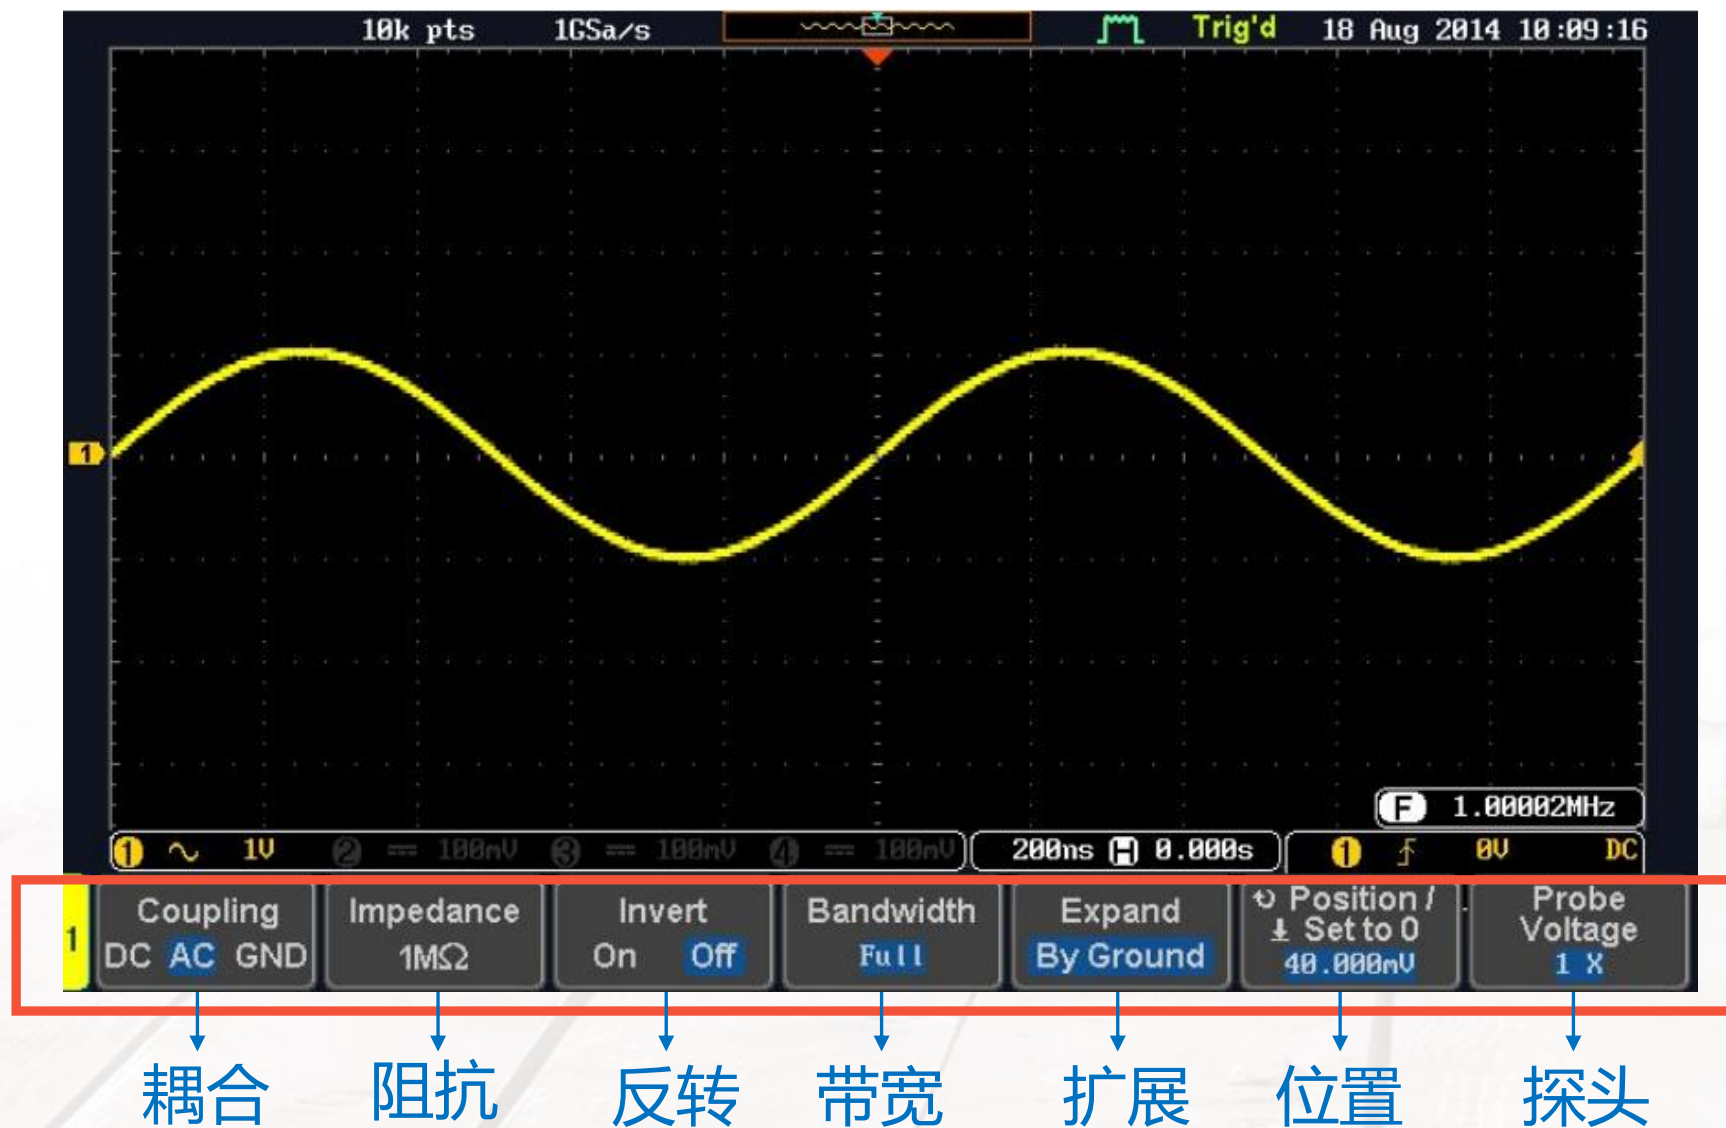 10k pts 1GSa/s Trig'd 18 Aug 2014 10:09:16
1
F 1.00002MHz
1 1V 2 100mV 3 100mV 4 100mV 200ns H 0.000s 1 0V DC
1
Coupling Impedance Invert Bandwidth Expand Position / Probe
Set to 0 Voltage
DC AC GND 1MΩ On Off Full By Ground 40.000mV 1 X
耦合 阻抗 反转 带宽 扩展 位置 探头